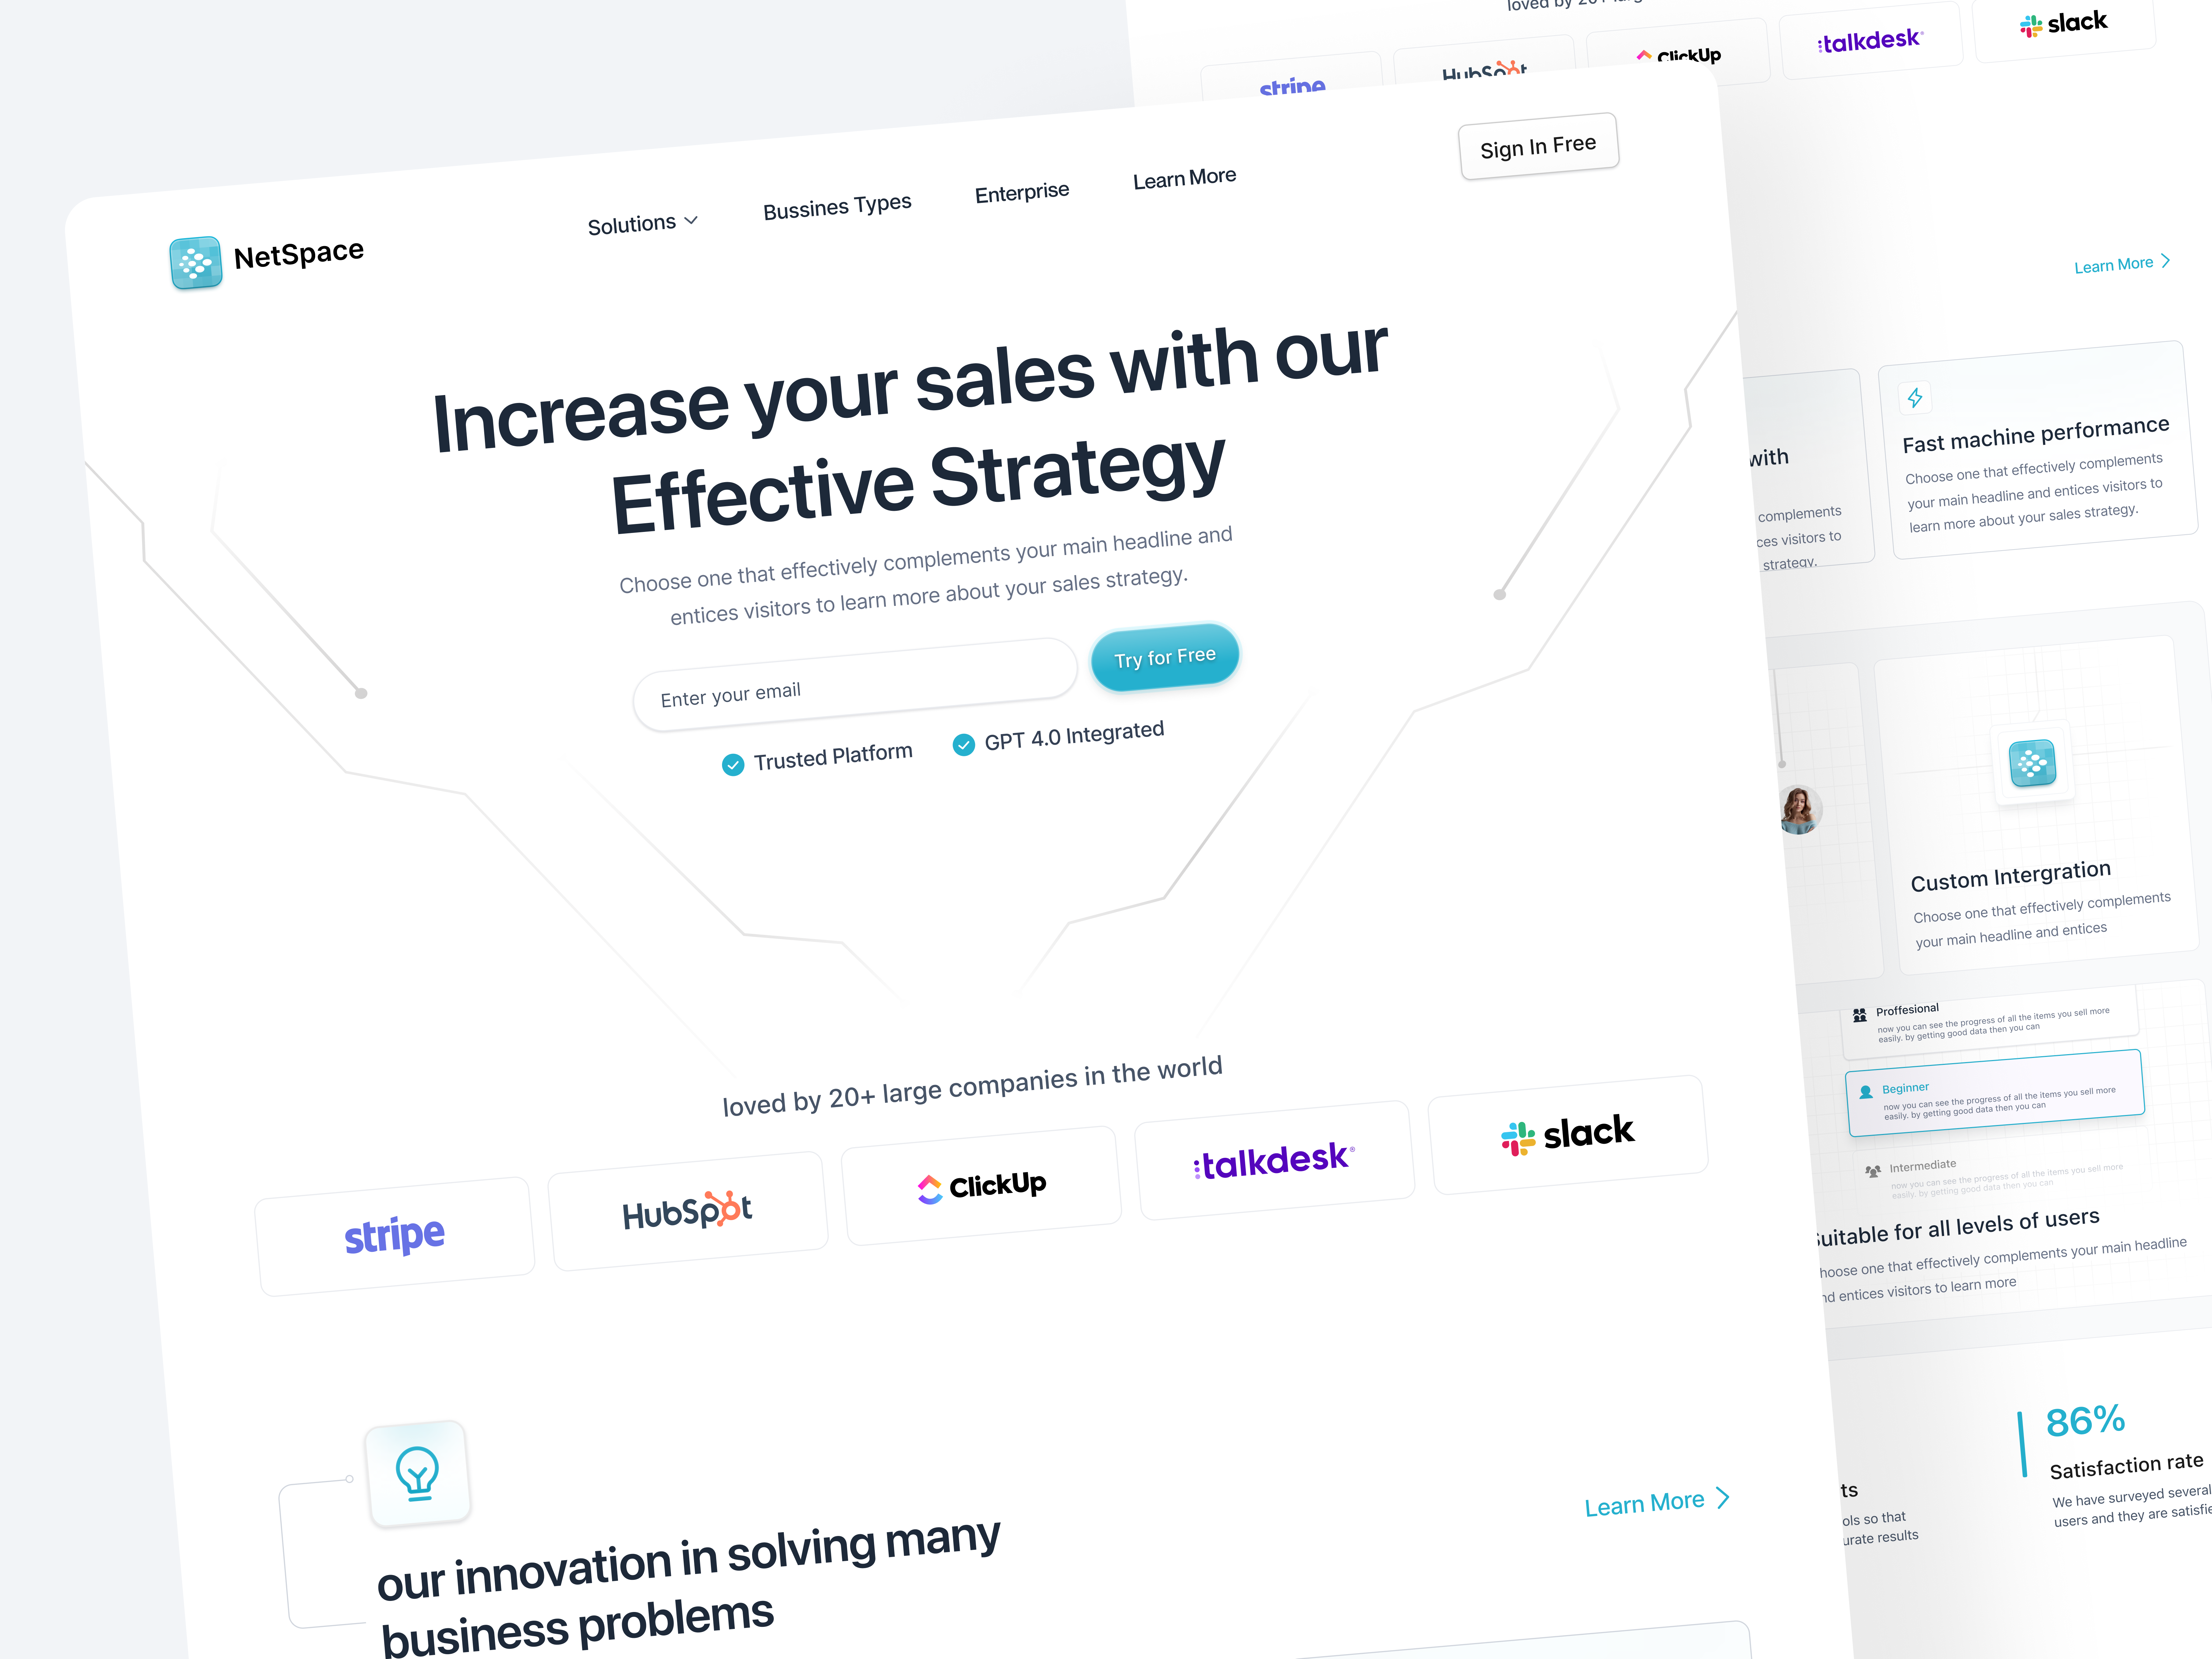 NetSpace
Solutions
Bussines Types
Enterprise
Learn More
Sign In Free
Increase your sales with our
Effective Strategy
Choose one that effectively complements your main headline and
entices visitors to learn more about your sales strategy.
Enter your email
Try for Free
Trusted Platform
GPT 4.0 Integrated
loved by 20+ large companies in the world
stripe
HubSpot
ClickUp
:talkdesk®
slack
our innovation in solving many
business problems
Learn More
loved by 20+
stripe
HubSpot
ClickUp
:talkdesk
slack
Learn More
with
complements
visitors to
strategy.
Fast machine performance
Choose one that effectively complements
your main headline and entices visitors to
learn more about your sales strategy.
Custom Intergration
Choose one that effectively complements
your main headline and entices
Proffesional
now you can see the progress of all the items you sell more
easily. by getting good data then you can
Beginner
now you can see the progress of all the items you sell more
easily. by getting good data then you can
Intermediate
now you can see the progress of all the items you sell more
easily. by getting good data then you can
Suitable for all levels of users
hoose one that effectively complements your main headline
nd entices visitors to learn more
ts
ols so that
urate results
86%
Satisfaction rate
We have surveyed several
users and they are satisfie